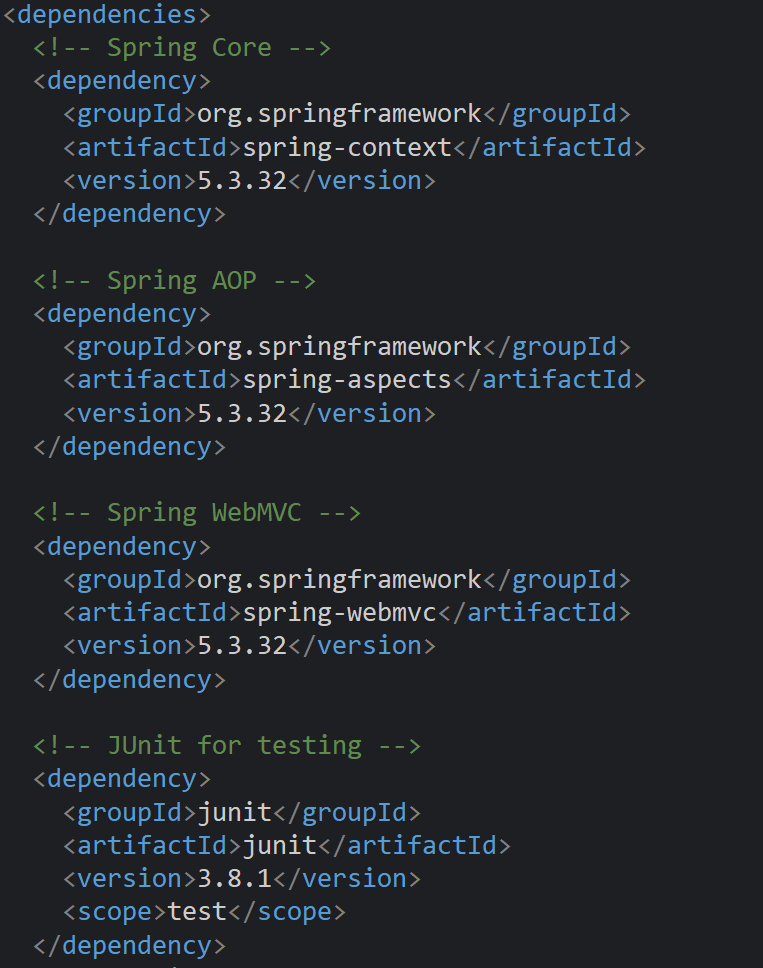 <dependencies>
<!-- Spring Core -->
<dependency>
<groupId>org.springframework</groupId>
<artifactId>spring-context</artifactId>
<version>5.3.32</version>
</dependency>
<!-- Spring AOP -->
<dependency>
<groupId>org.springframework</groupId>
<artifactId>spring-aspects</artifactId>
<version>5.3.32</version>
</dependency>
<!-- Spring WebMVC -->
<dependency>
<groupId>org.springframework</groupId>
<artifactId>spring-webmvc</artifactId>
<version>5.3.32</version>
</dependency>
<!-- JUnit for testing -->
<dependency>
<groupId>junit</groupId>
<artifactId>junit</artifactId>
<version>3.8.1</version>
<scope>test</scope>
</dependency>